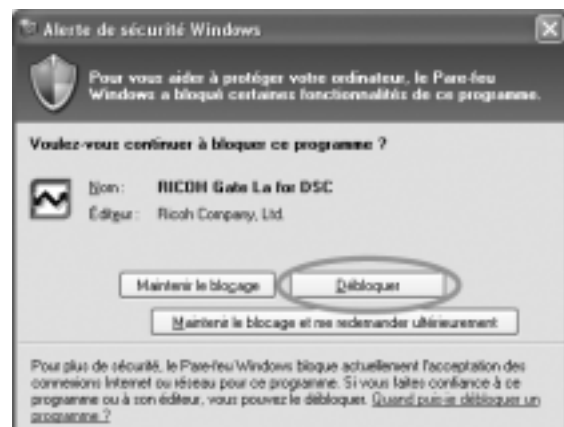 Alerte de sécurité Windows
Pour vous aider à protéger votre ordinateur, le Pare-feu
Windows a bloqué certaines fonctionnalités de ce programme.
Voulez-vous continuer à bloquer ce programme ?
Nom : RICOH Gate La for DSC
Éditeur : Ricoh Company, Ltd.
Maintenir le blocage
Débloquer
Maintenir le blocage et me redemander ultérieurement
Pour plus de sécurité, le Pare-feu Windows bloque actuellement l'acceptation des
connexions Internet ou réseau pour ce programme. Si vous faites confiance à ce
programme ou à son éditeur, vous pouvez le débloquer. Quand puis-je débloquer un
programme ?